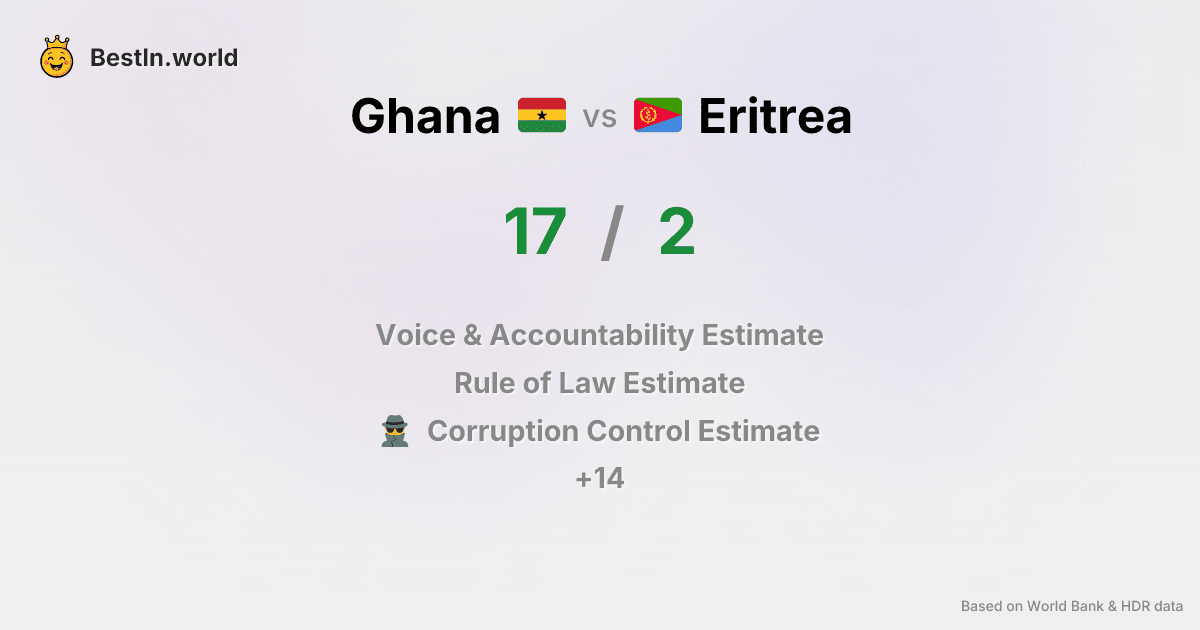 BestIn.world
Ghana vs Eritrea
17 / 2
Voice & Accountability Estimate
Rule of Law Estimate
Corruption Control Estimate
+14
Based on World Bank & HDR data